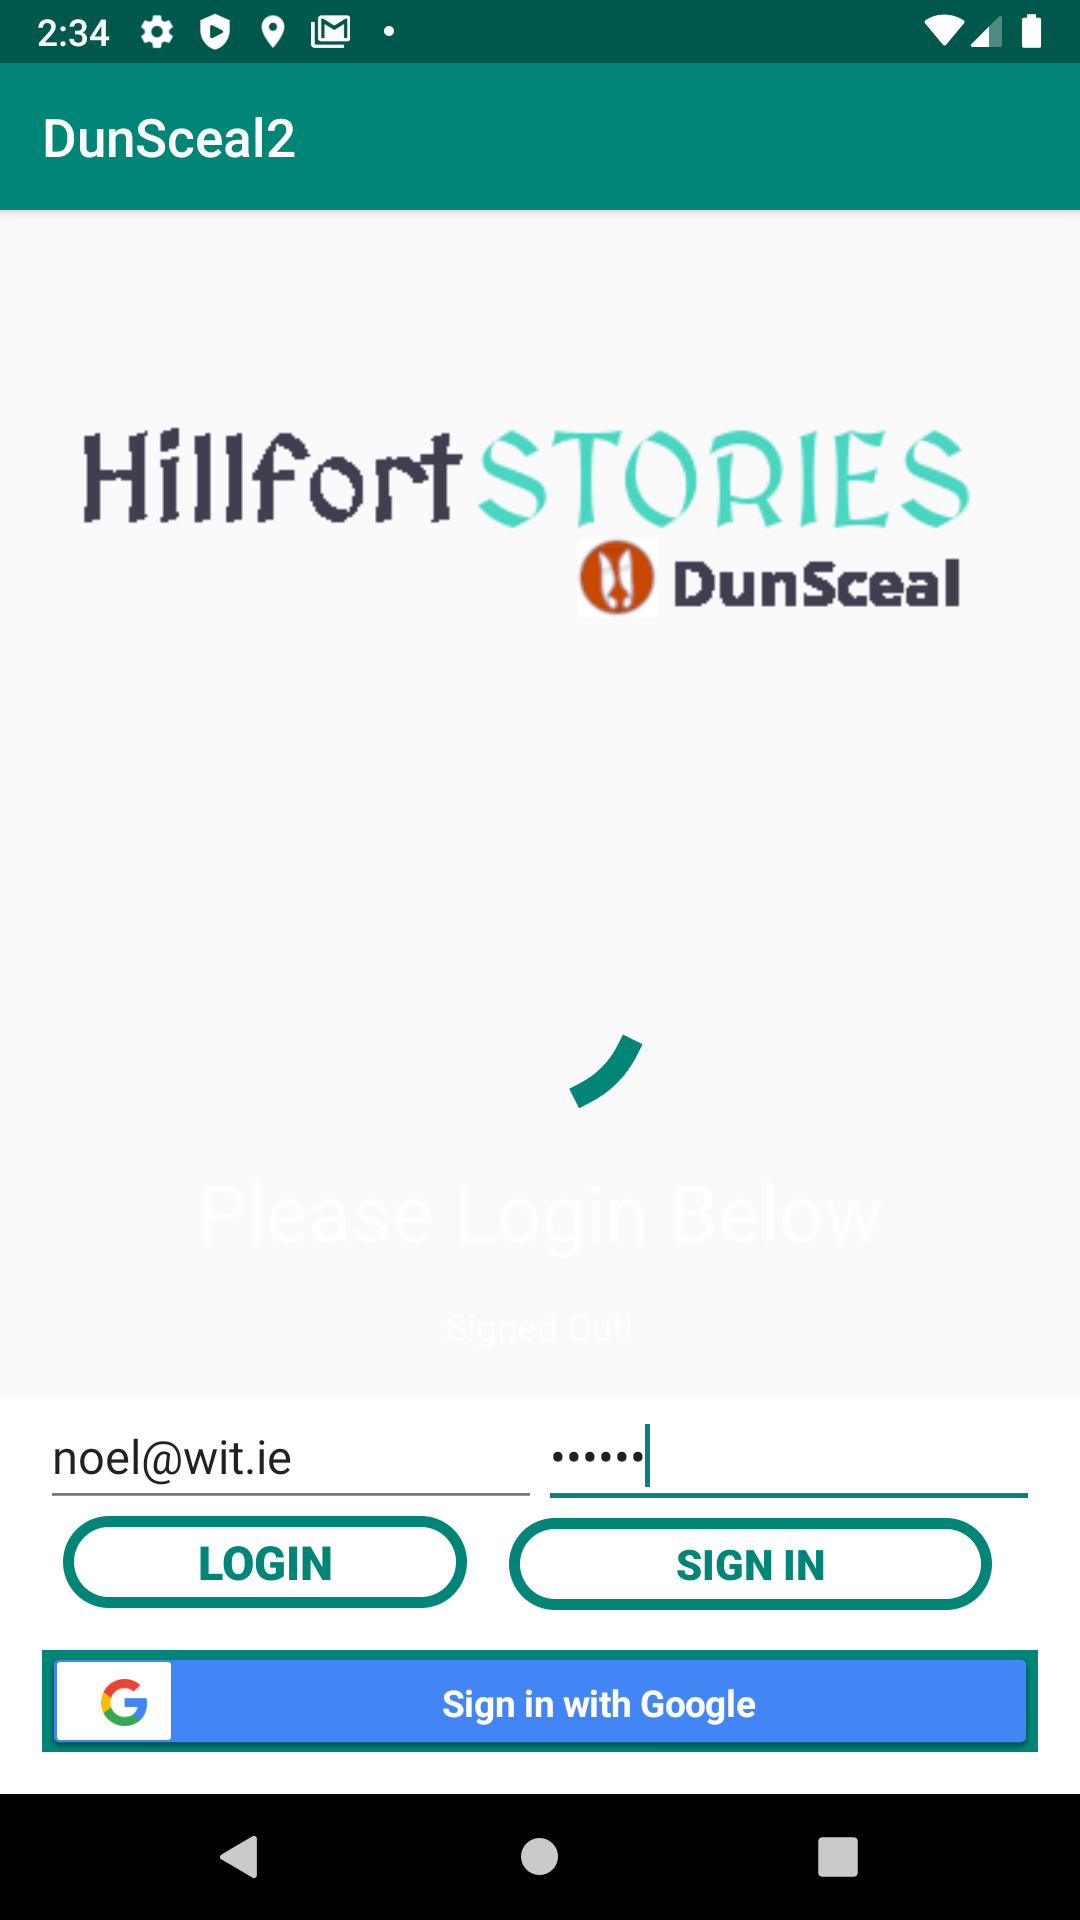 2:34
DunSceal2
Hillfort STORIES
DunSceal
Please Login Below
Signed Out!
noel@wit.ie
••••••
LOGIN
SIGN IN
Sign in with Google